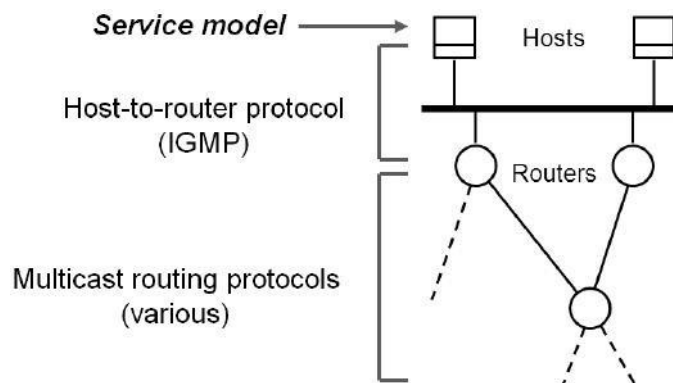 Service model
Hosts
Host-to-router protocol
(IGMP)
Routers
Multicast routing protocols
(various)